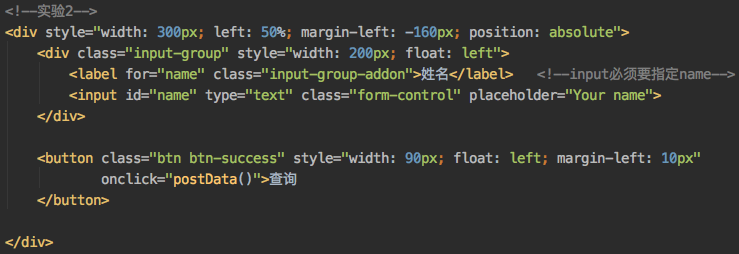 <!--实验2-->
<div style="width: 300px; left: 50%; margin-left: -160px; position: absolute">
    <div class="input-group" style="width: 200px; float: left">
        <label for="name" class="input-group-addon">姓名</label>   <!--input必须要指定name-->
        <input id="name" type="text" class="form-control" placeholder="Your name">
    </div>

    <button class="btn btn-success" style="width: 90px; float: left; margin-left: 10px"
            onclick="postData()">查询
    </button>

</div>